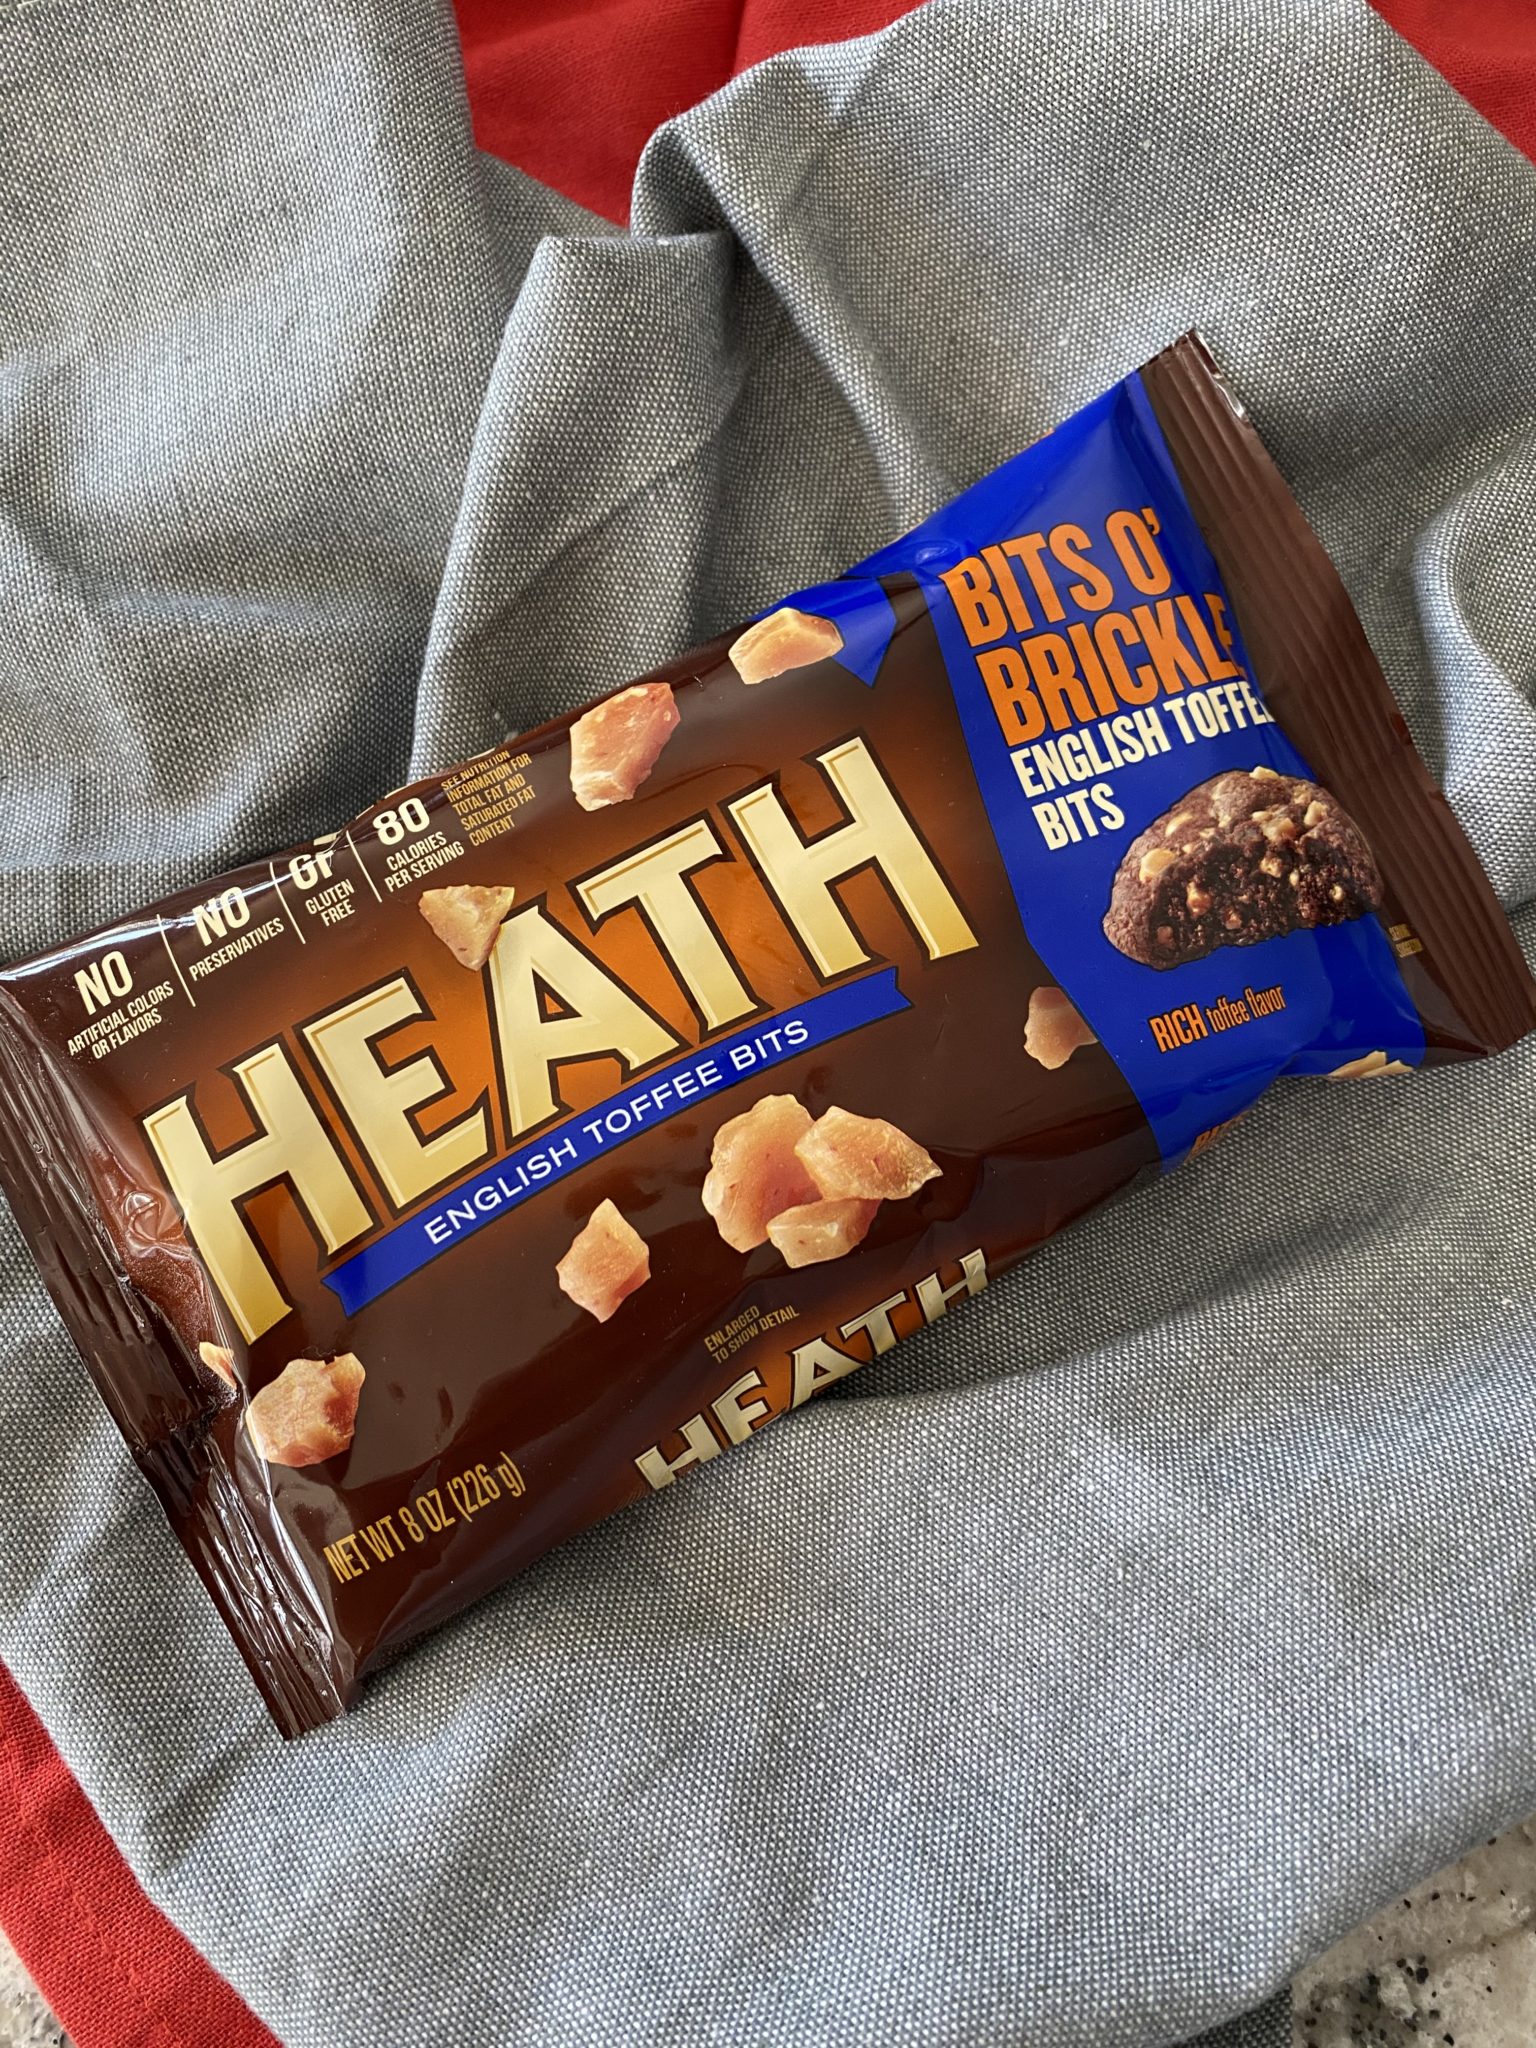 NO
ARTIFICIAL COLORS
OR FLAVORS
NO
PRESERVATIVES
GF
GLUTEN
FREE
80
CALORIES
PER SERVING
SEE NUTRITION
INFORMATION FOR
TOTAL FAT AND
SATURATED FAT
CONTENT
HEATH
ENGLISH TOFFEE BITS
BITS O'
BRICKLE
ENGLISH TOFFEE
BITS
RICH toffee flavor
ENLARGED
TO SHOW DETAIL
HEATH
NET WT 8 OZ (226 g)